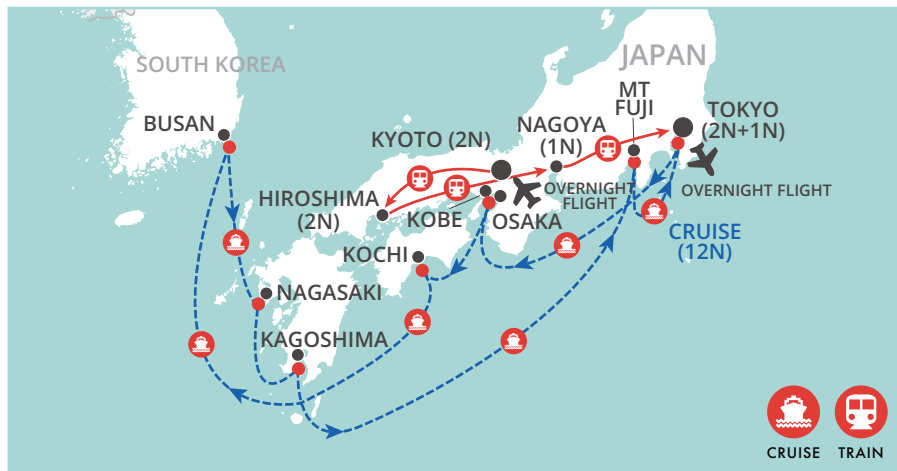 SOUTH KOREA
JAPAN
BUSAN
MT
FUJI
TOKYO
(2N+1N)
KYOTO (2N)
NAGOYA
(1N)
OVERNIGHT
FLIGHT
OVERNIGHT FLIGHT
HIROSHIMA
(2N)
KOBE
OSAKA
CRUISE
(12N)
KOCHI
NAGASAKI
KAGOSHIMA
CRUISE
TRAIN